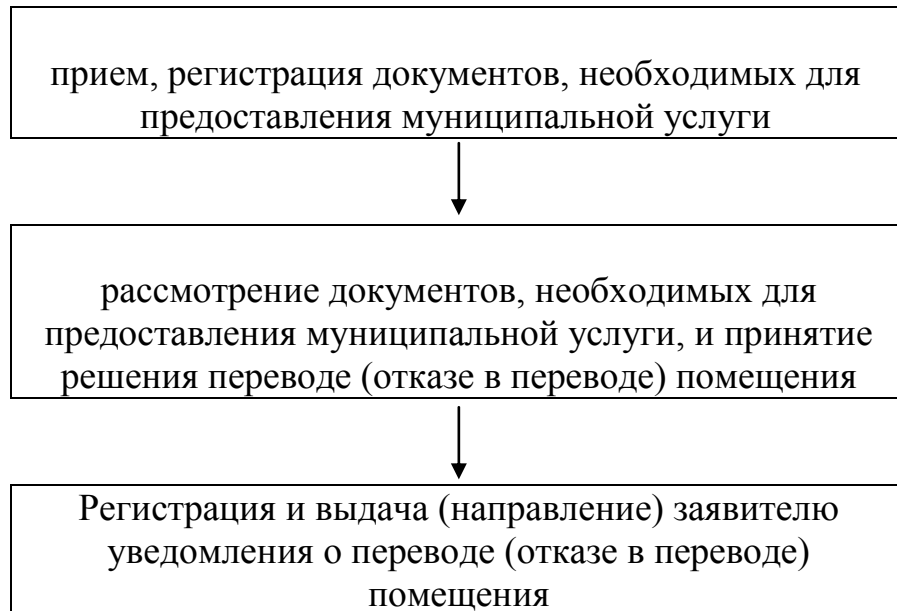 прием, регистрация документов, необходимых для
предоставления муниципальной услуги
рассмотрение документов, необходимых для
предоставления муниципальной услуги, и принятие
решения переводе (отказе в переводе) помещения
Регистрация и выдача (направление) заявителю
уведомления о переводе (отказе в переводе)
помещения